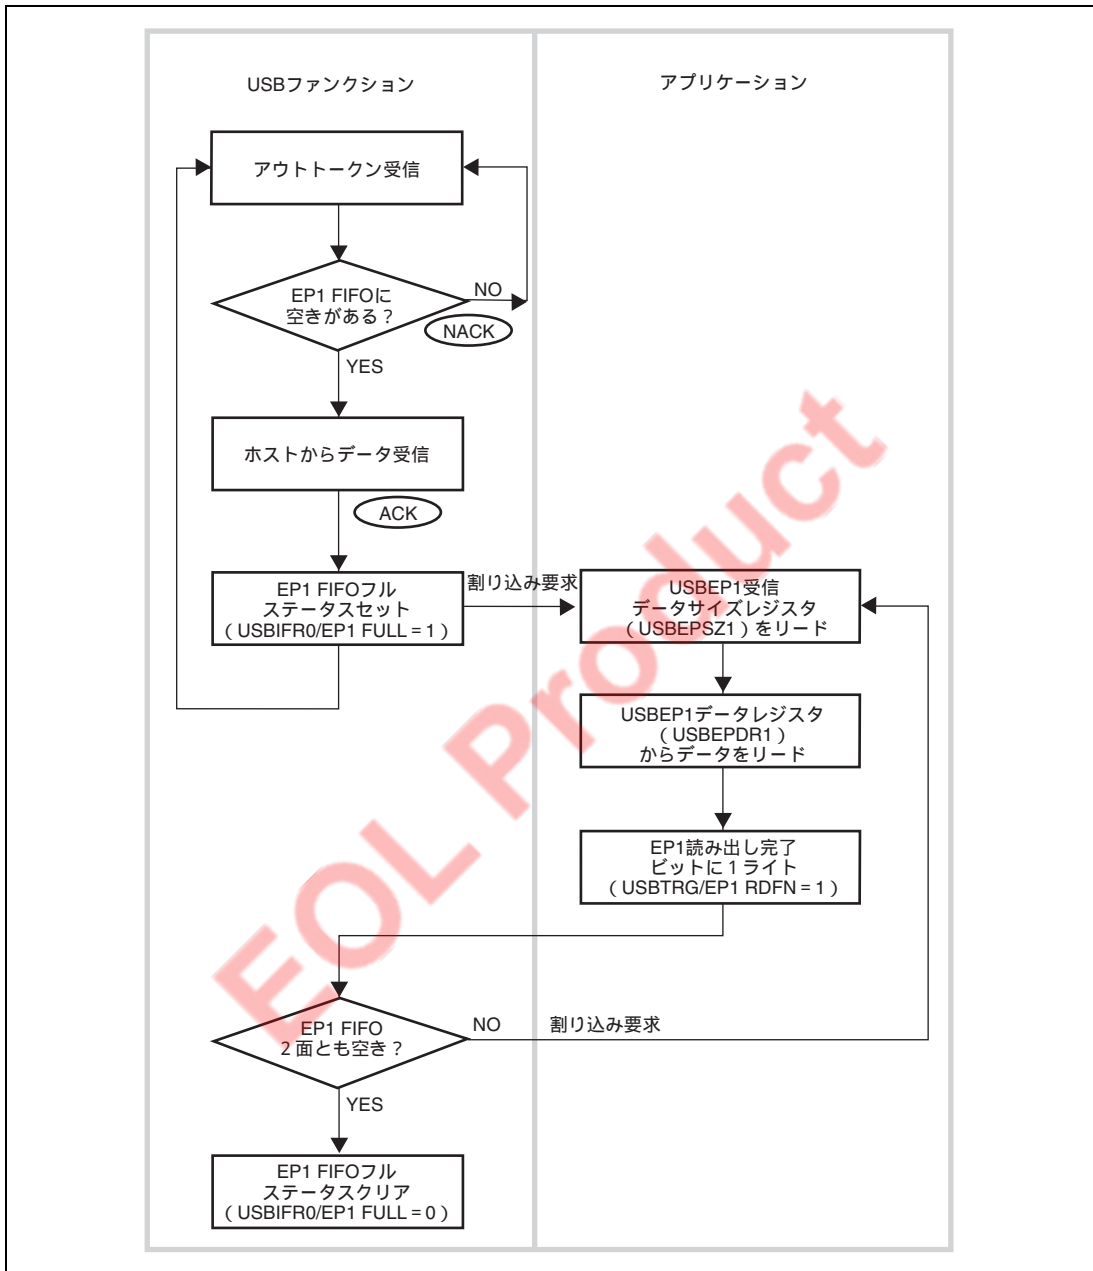 USBファンクション
アプリケーション
アウトトークン受信
EP1 FIFOに
空きがある？
NO
NACK
YES
ホストからデータ受信
ACK
EP1 FIFOフル
ステータスセット
（USBIFR0/EP1 FULL = 1）
割り込み要求
USBEP1受信
データサイズレジスタ
（USBEPSZ1）をリード
USBEP1データレジスタ
（USBEPDR1）
からデータをリード
EP1読み出し完了
ビットに１ライト
（USBTRG/EP1 RDFN = 1）
EP1 FIFO
２面とも空き？
NO
割り込み要求
YES
EP1 FIFOフル
ステータスクリア
（USBIFR0/EP1 FULL = 0）
EOL Product